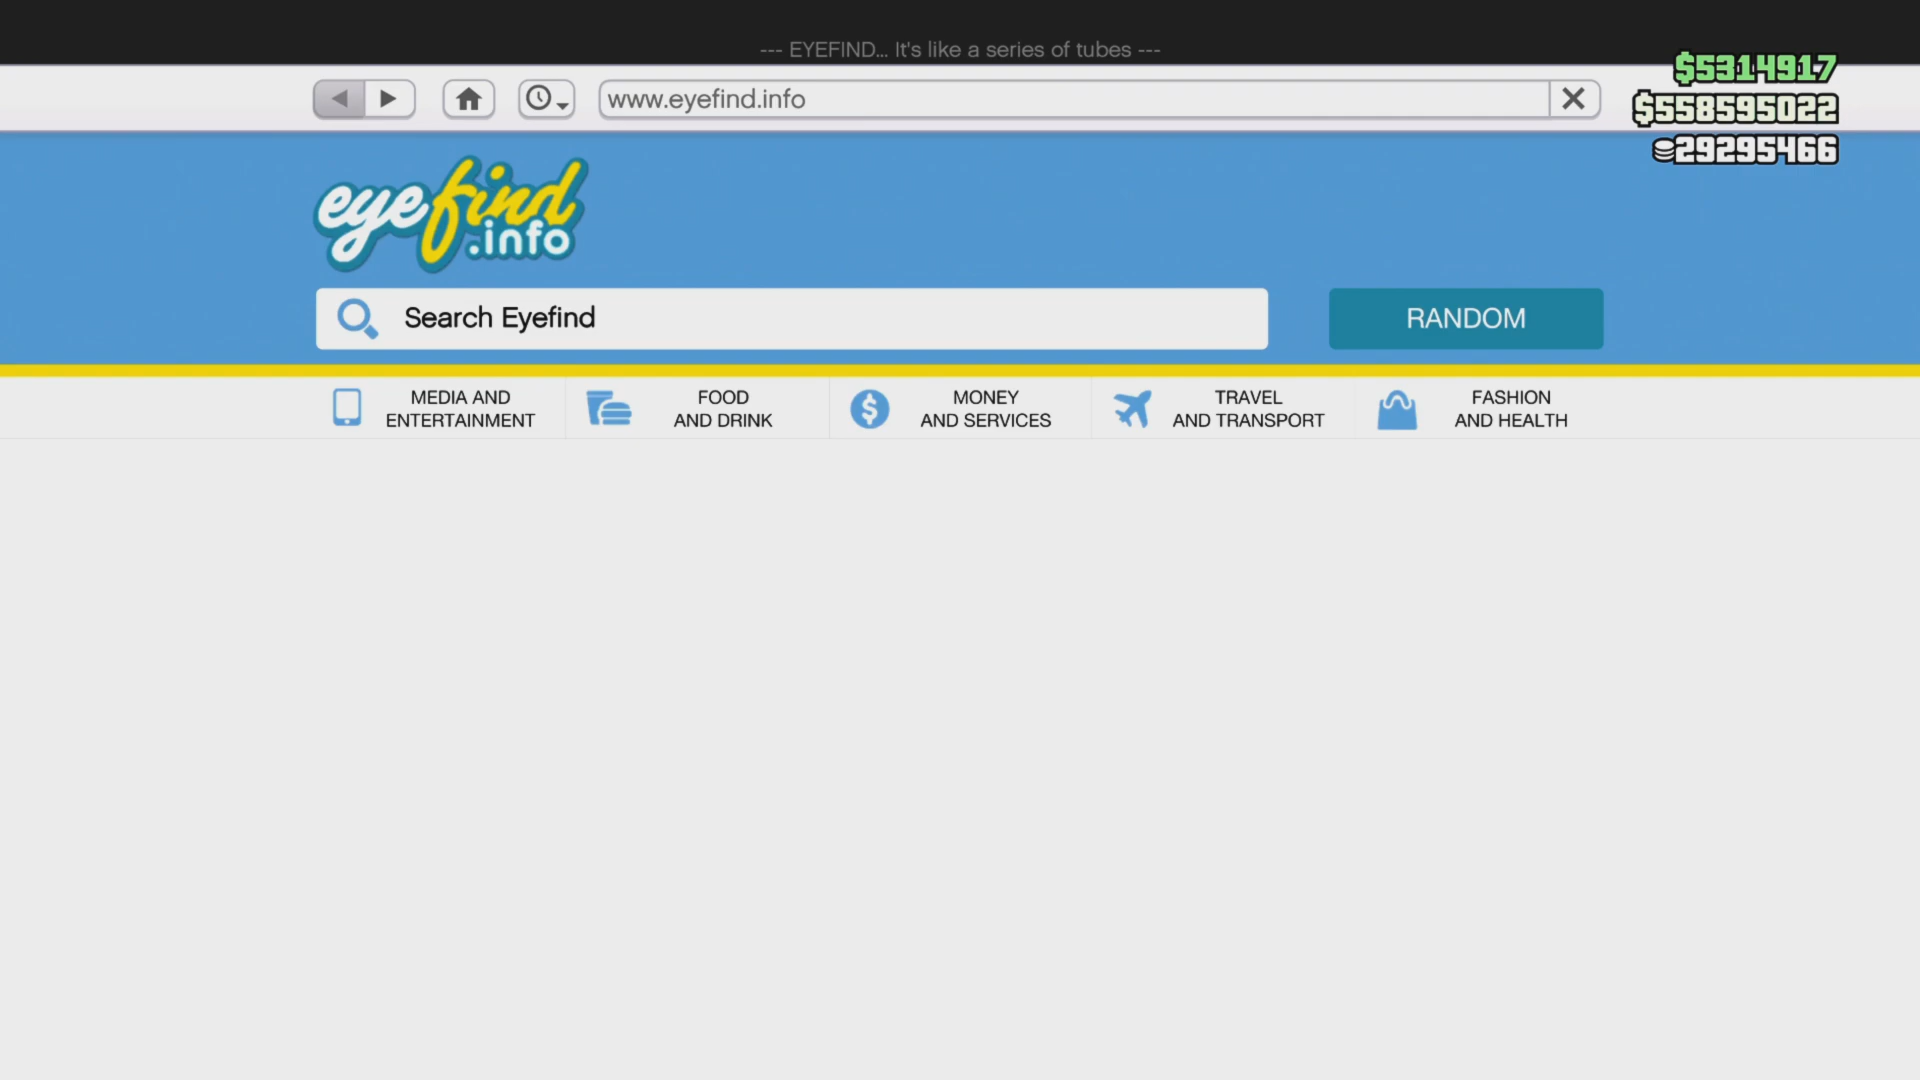 --- EYEFIND... It's like a series of tubes ---
$5314917
www.eyefind.info
$558595022
29295466
eyefind
.info
Search Eyefind
RANDOM
MEDIA AND
ENTERTAINMENT
FOOD
AND DRINK
MONEY
AND SERVICES
TRAVEL
AND TRANSPORT
FASHION
AND HEALTH